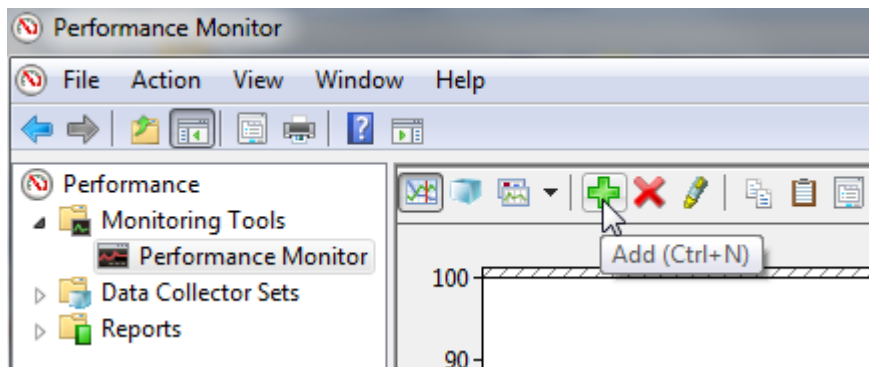 Performance Monitor
File Action View Window Help
Performance
Monitoring Tools
Performance Monitor
Data Collector Sets
Reports
Add (Ctrl+N)
100
90